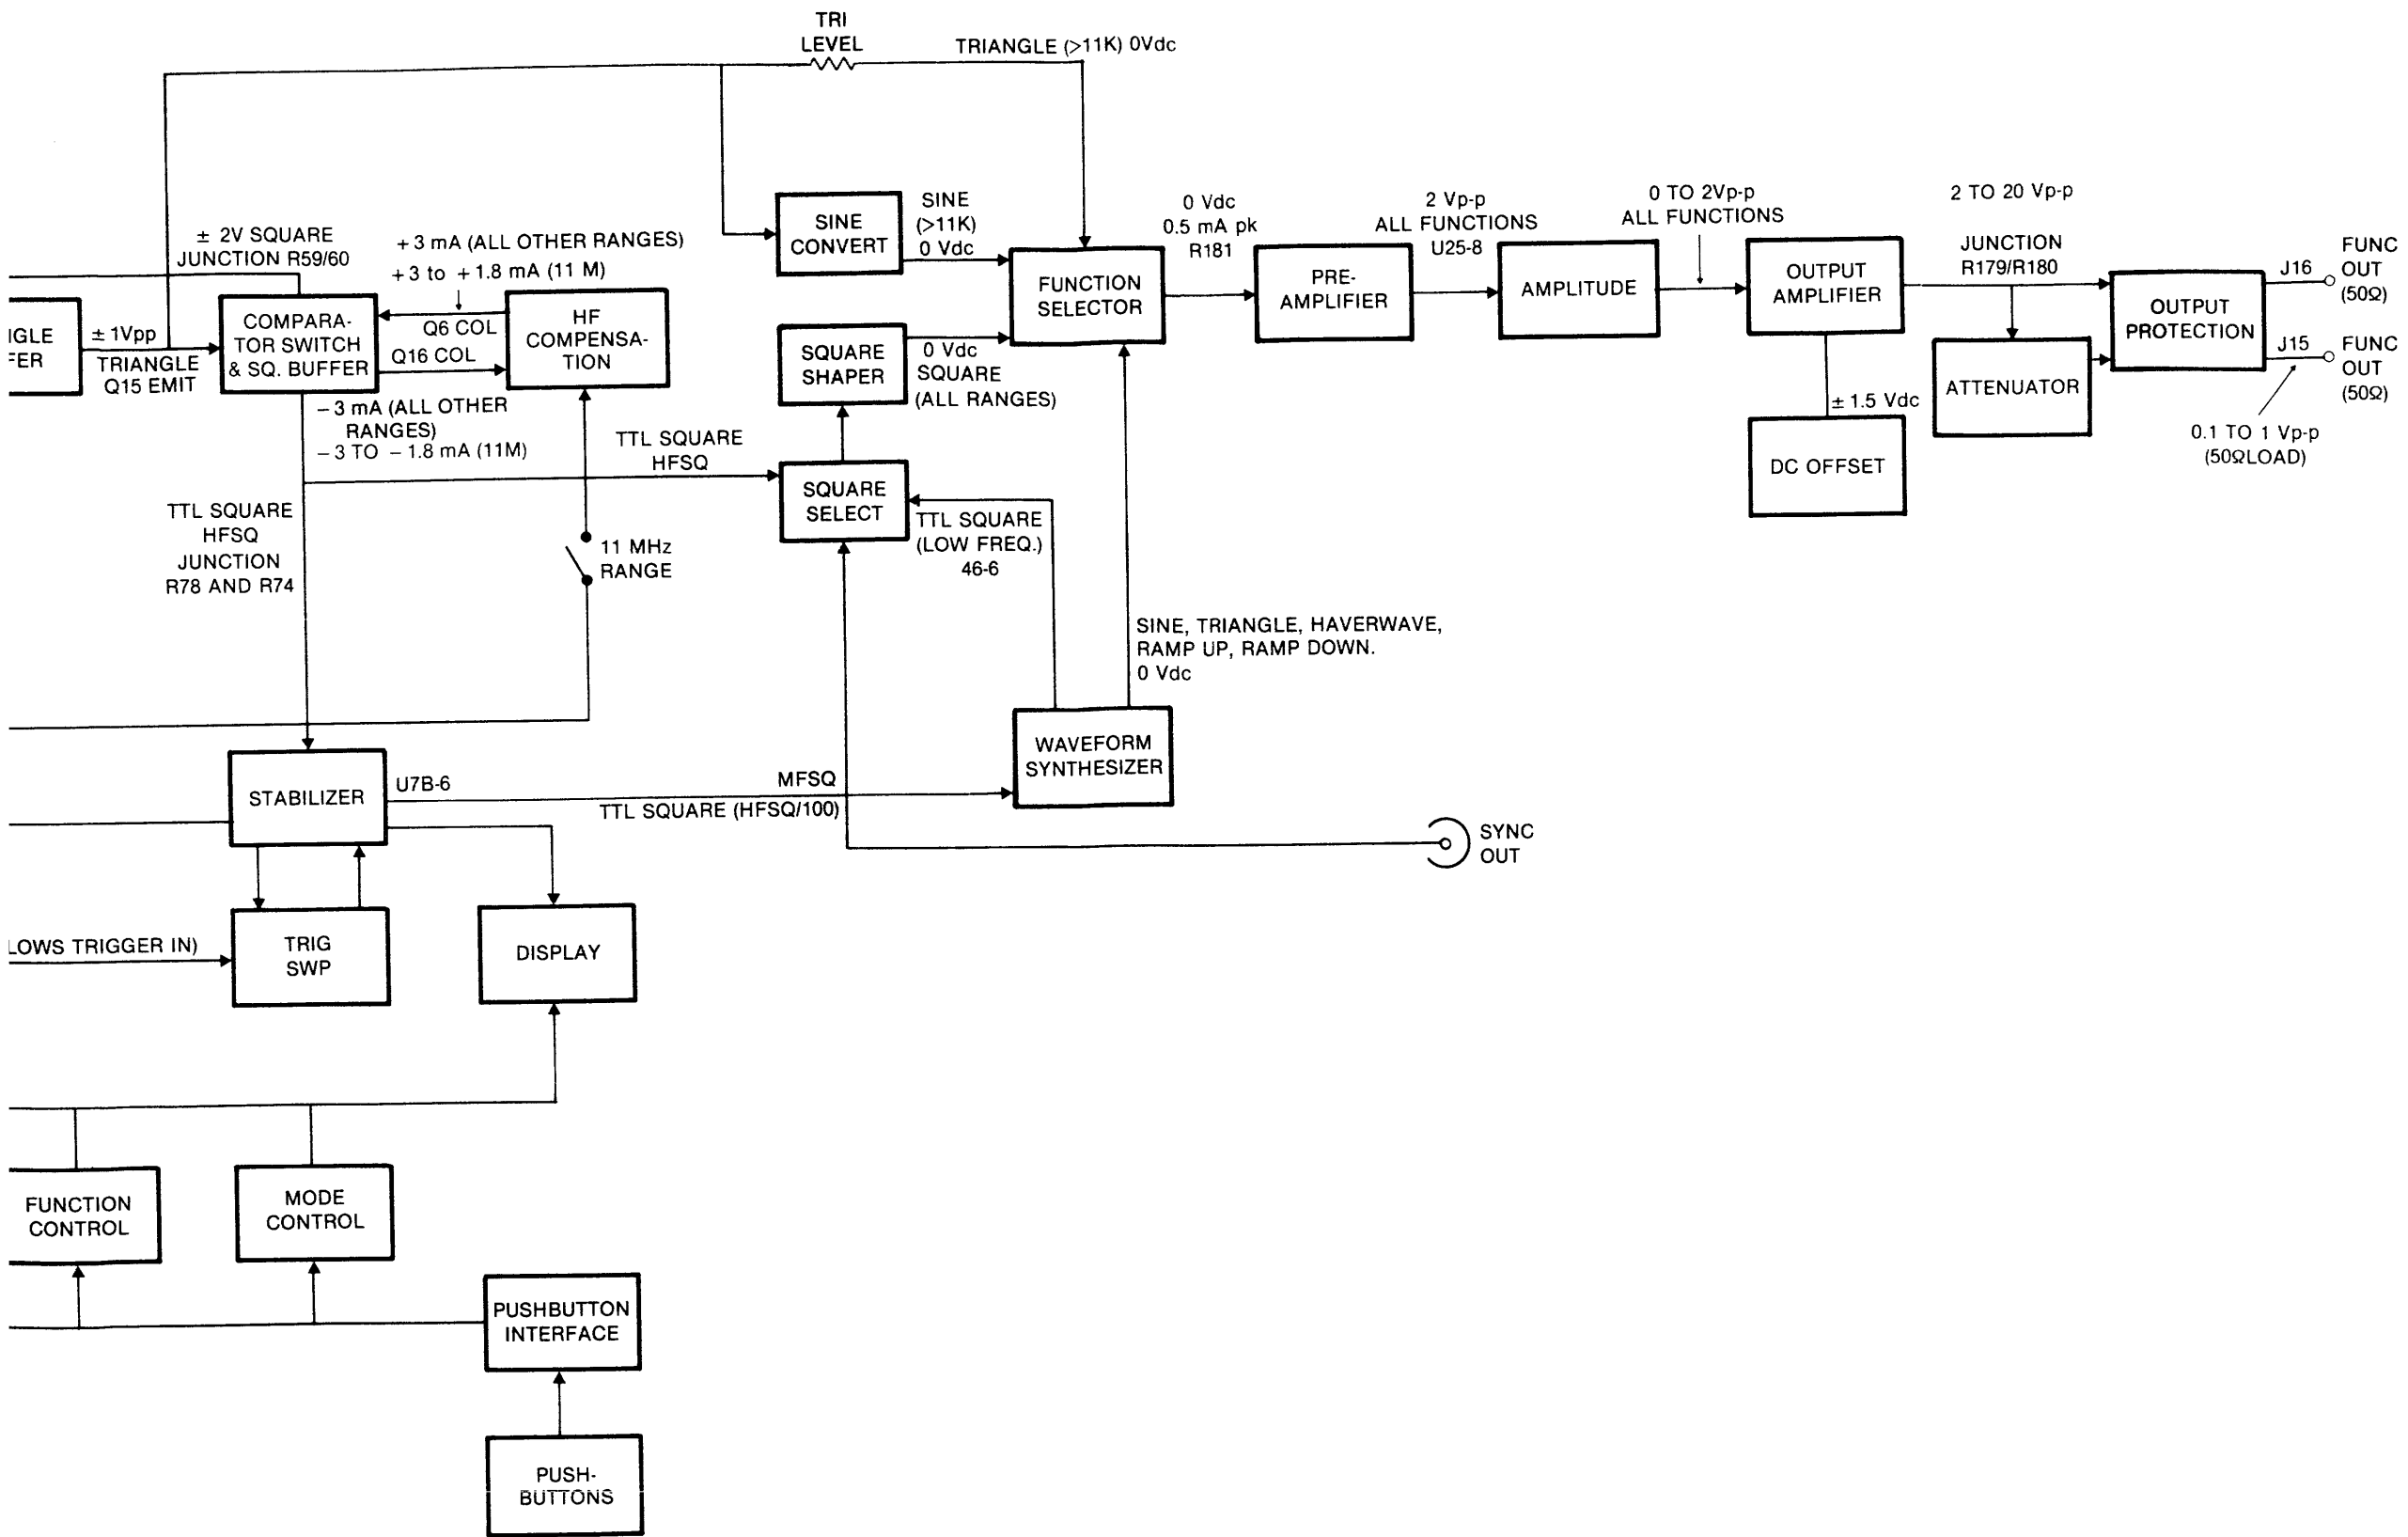 TRI
LEVEL
TRIANGLE (>11K) 0Vdc
± 2V SQUARE
JUNCTION R59/60
+ 3 mA (ALL OTHER RANGES)
+ 3 to + 1.8 mA (11 M)
SINE
CONVERT
SINE
(>11K)
0 Vdc
FUNCTION
SELECTOR
0 Vdc
0.5 mA pk
R181
PRE-
AMPLIFIER
2 Vp-p
ALL FUNCTIONS
U25-8
AMPLITUDE
0 TO 2Vp-p
ALL FUNCTIONS
OUTPUT
AMPLIFIER
2 TO 20 Vp-p
JUNCTION
R179/R180
OUTPUT
PROTECTION
J16
FUNC
OUT
(50Ω)
J15
FUNC
OUT
(50Ω)
IGLE
FER
± 1Vpp
TRIANGLE
Q15 EMIT
COMPARA-
TOR SWITCH
& SQ. BUFFER
Q6 COL
Q16 COL
HF
COMPENSA-
TION
SQUARE
SHAPER
0 Vdc
SQUARE
(ALL RANGES)
ATTENUATOR
± 1.5 Vdc
DC OFFSET
0.1 TO 1 Vp-p
(50ΩLOAD)
– 3 mA (ALL OTHER
RANGES)
– 3 TO – 1.8 mA (11M)
TTL SQUARE
HFSQ
SQUARE
SELECT
TTL SQUARE
HFSQ
JUNCTION
R78 AND R74
11 MHz
RANGE
TTL SQUARE
(LOW FREQ.)
46-6
SINE, TRIANGLE, HAVERWAVE,
RAMP UP, RAMP DOWN.
0 Vdc
WAVEFORM
SYNTHESIZER
STABILIZER
U7B-6
MFSQ
TTL SQUARE (HFSQ/100)
SYNC
OUT
LOWS TRIGGER IN)
TRIG
SWP
DISPLAY
FUNCTION
CONTROL
MODE
CONTROL
PUSHBUTTON
INTERFACE
PUSH-
BUTTONS